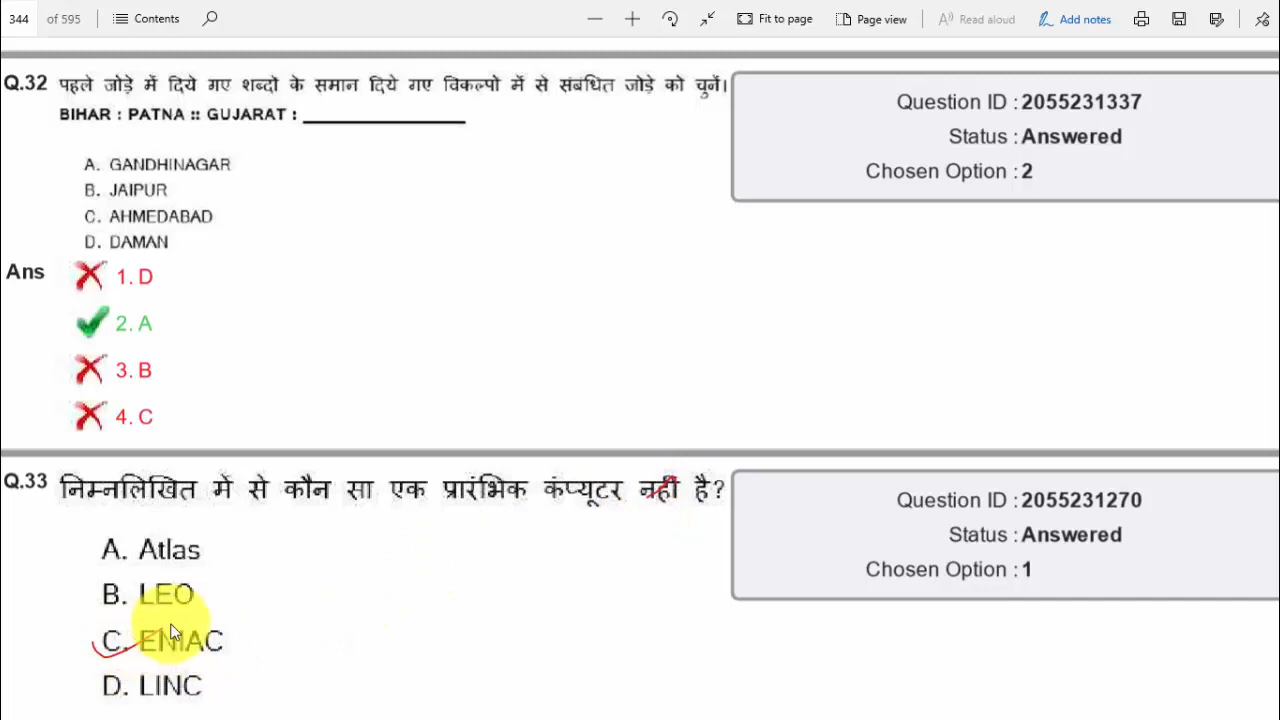 344 of 595 Contents Fit to page Page view Read aloud Add notes
Q.32 पहले जोड़े में दिये गए शब्दों के समान दिये गए विकल्पो में से संबंधित जोड़े को चुनें।
BIHAR : PATNA :: GUJARAT : ________________
A. GANDHINAGAR
B. JAIPUR
C. AHMEDABAD
D. DAMAN
Ans 1. D
2. A
3. B
4. C
Question ID : 2055231337
Status : Answered
Chosen Option : 2
Q.33 निम्नलिखित में से कौन सा एक प्रारंभिक कंप्यूटर नहीं है?
A. Atlas
B. LEO
C. ENIAC
D. LINC
Question ID : 2055231270
Status : Answered
Chosen Option : 1